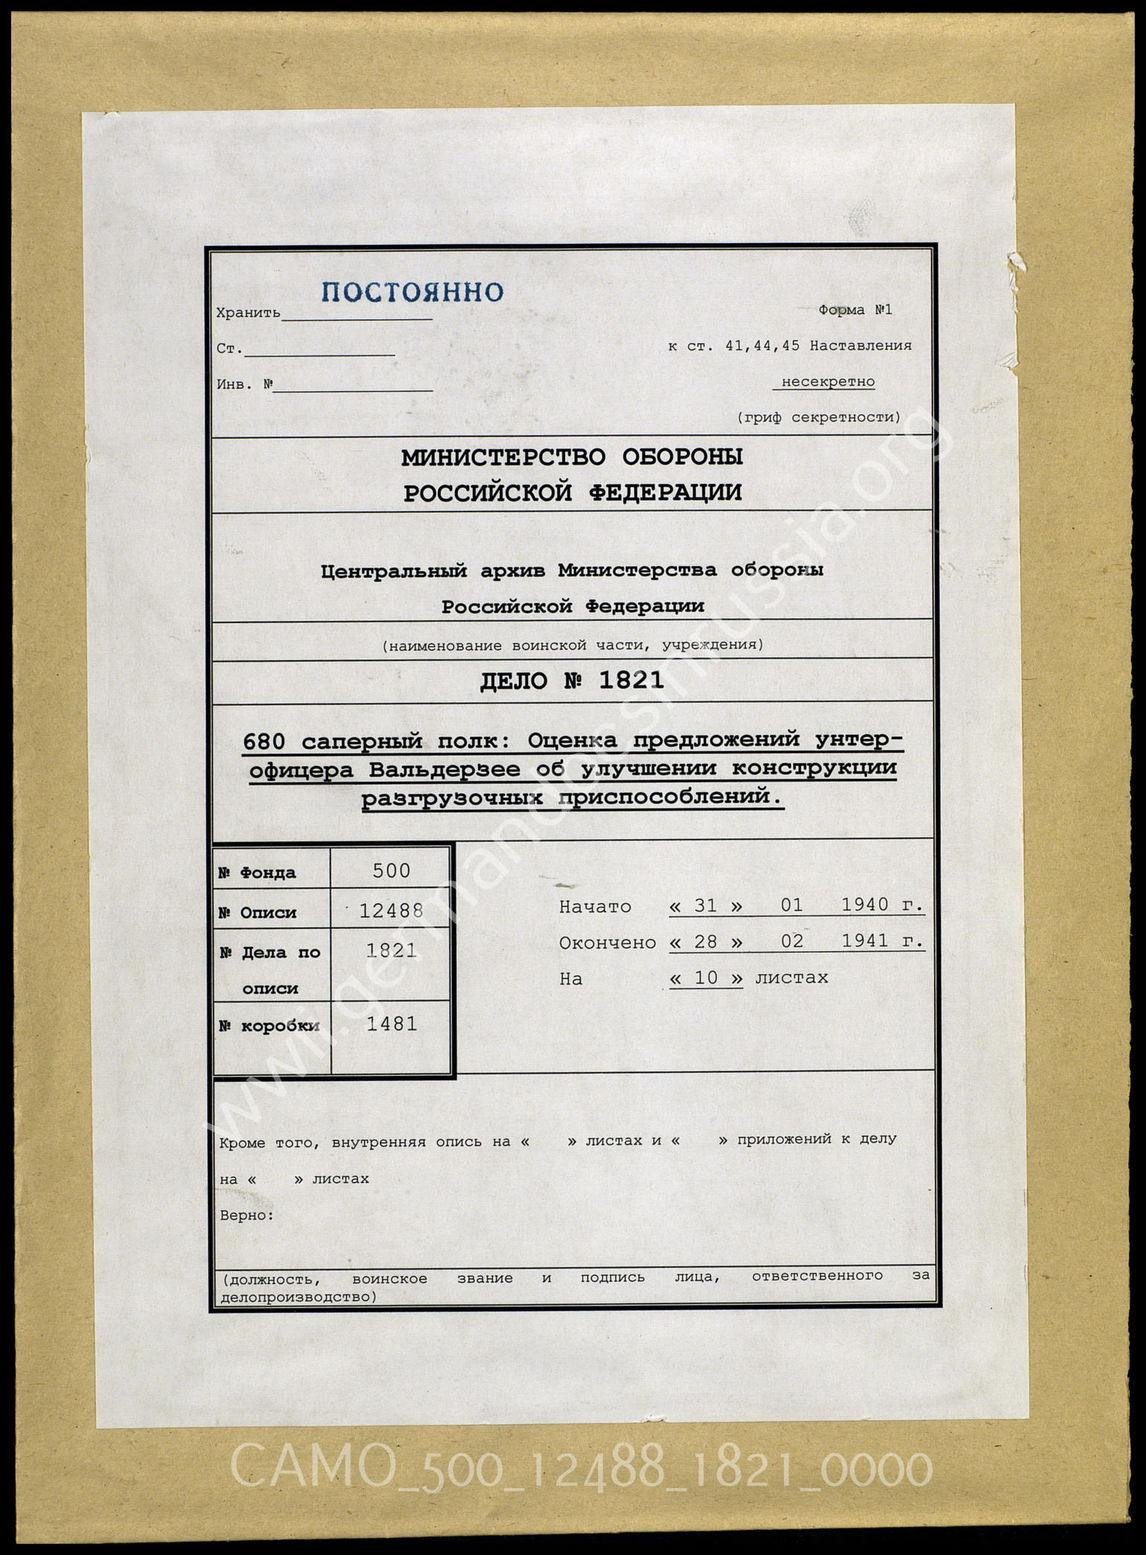 ПОСТОЯННО
Хранить
Форма №1
Ст.
к ст. 41,44,45 Наставления
Инв. №
несекретно
(гриф секретности)
МИНИСТЕРСТВО ОБОРОНЫ
РОССИЙСКОЙ ФЕДЕРАЦИИ
Центральный архив Министерства обороны
Российской Федерации
(наименование воинской части, учреждения)
ДЕЛО № 1821
680 саперный полк: Оценка предложений унтер-
офицера Вальдерзее об улучшении конструкции
разгрузочных приспособлений.
№ Фонда 500
№ Описи 12488
№ Дела по 1821
описи
№ коробки 1481
Начато « 31 » 01 1940 г.
Окончено « 28 » 02 1941 г.
На « 10 » листах
Кроме того, внутренняя опись на « » листах и « » приложений к делу
на « » листах
Верно:
(должность, воинское звание и подпись лица, ответственного за
делопроизводство)
wwii.germandocsinrussia.org
CAMO_500_12488_1821_0000